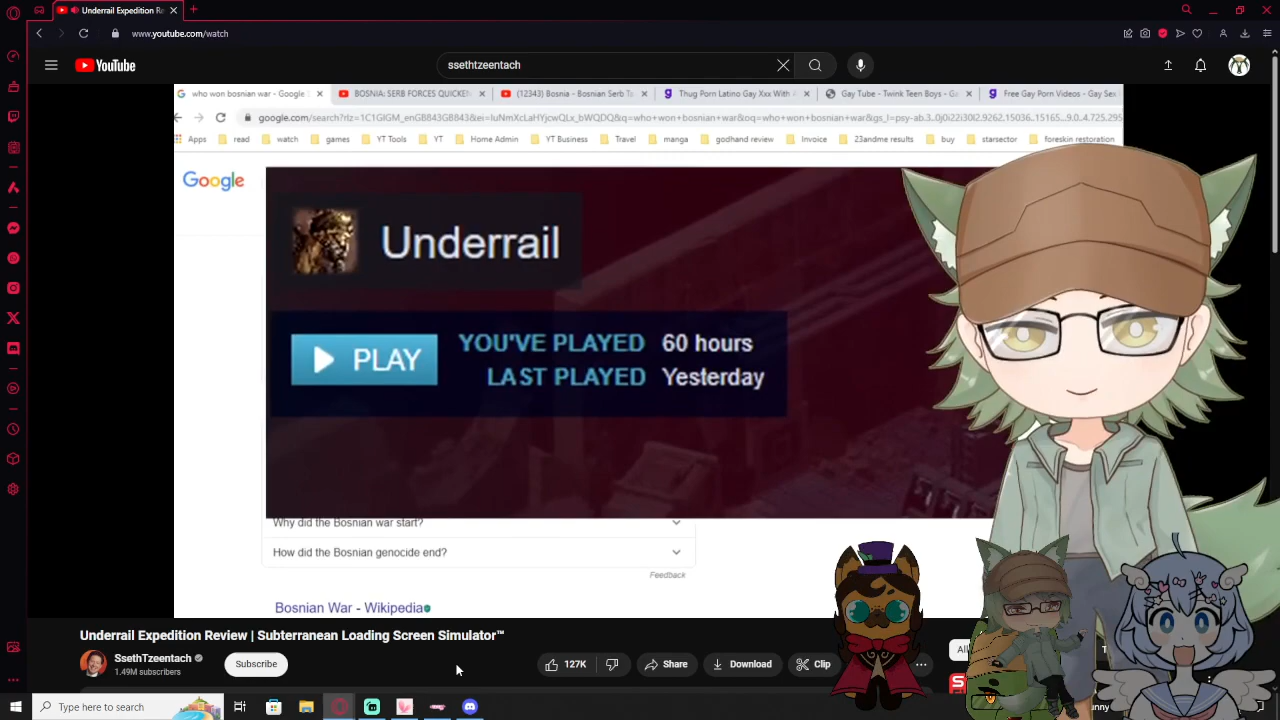 Underrail Expedition Re
www.youtube.com/watch
YouTube
ssethtzeentach
who won bosnian war - Google
BOSNIA: SERB FORCES QUICKEN
(12343) Bosnia - Bosnian Serb Ta
Thug Porn Latino Gay Xxx With
Gay Tube - Twink Teen Boys - Ga
Free Gay Porn Videos - Gay Sex
Apps
read
watch
games
YT Tools
YT
Home Admin
YT Business
Travel
manga
godhand review
Invoice
23andme results
buy
starsector
foreskin restoration
Google
Underrail
PLAY
YOU'VE PLAYED 60 hours
LAST PLAYED Yesterday
Why did the Bosnian war start?
How did the Bosnian genocide end?
Feedback
Bosnian War - Wikipedia
Underrail Expedition Review | Subterranean Loading Screen Simulator™
SsethTzeentach
1.49M subscribers
Subscribe
127K
Share
Download
Clip
Type here to search